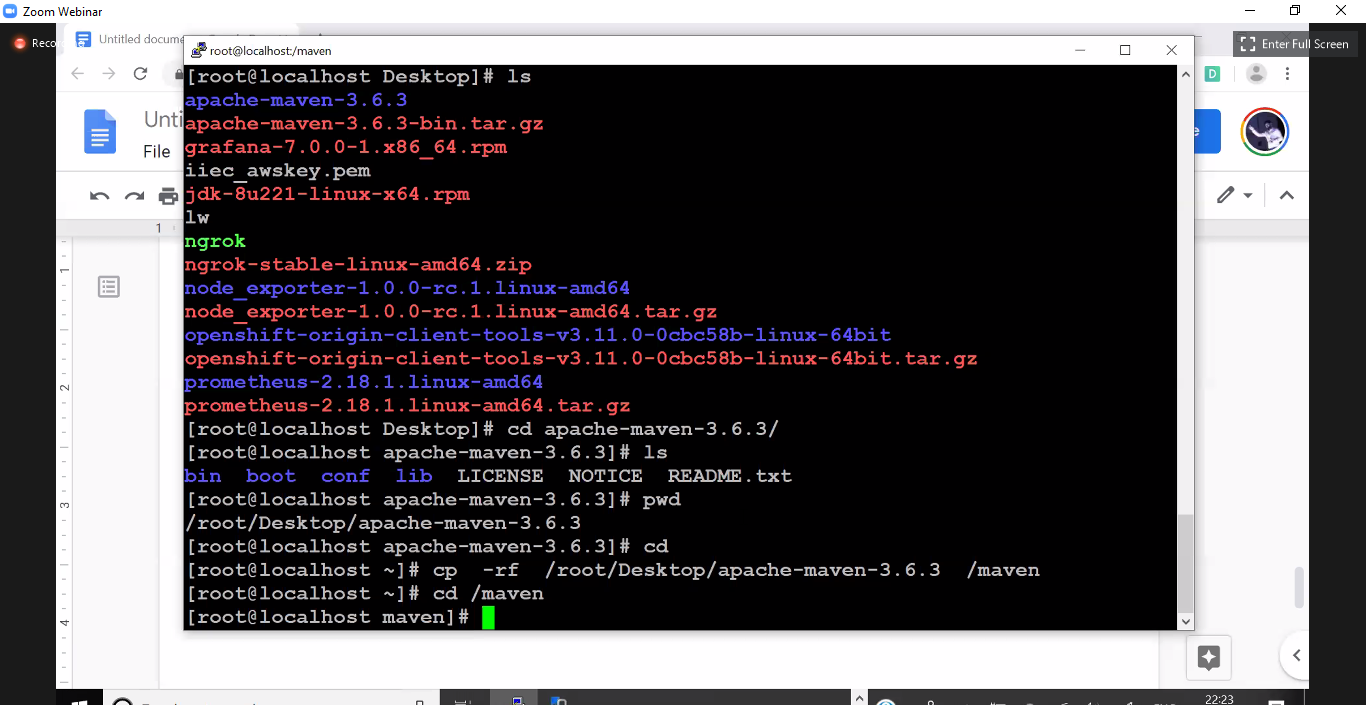 Zoom Webinar
Untitled docume
root@localhost:/maven
Enter Full Screen
[root@localhost Desktop]# ls
apache-maven-3.6.3
apache-maven-3.6.3-bin.tar.gz
grafana-7.0.0-1.x86_64.rpm
iiec_awskey.pem
jdk-8u221-linux-x64.rpm
lw
ngrok
ngrok-stable-linux-amd64.zip
node_exporter-1.0.0-rc.1.linux-amd64
node_exporter-1.0.0-rc.1.linux-amd64.tar.gz
openshift-origin-client-tools-v3.11.0-0cbc58b-linux-64bit
openshift-origin-client-tools-v3.11.0-0cbc58b-linux-64bit.tar.gz
prometheus-2.18.1.linux-amd64
prometheus-2.18.1.linux-amd64.tar.gz
[root@localhost Desktop]# cd apache-maven-3.6.3/
[root@localhost apache-maven-3.6.3]# ls
bin boot conf lib LICENSE NOTICE README.txt
[root@localhost apache-maven-3.6.3]# pwd
/root/Desktop/apache-maven-3.6.3
[root@localhost apache-maven-3.6.3]# cd
[root@localhost ~]# cp -rf /root/Desktop/apache-maven-3.6.3 /maven
[root@localhost ~]# cd /maven
[root@localhost maven]#
Unti
File
D
e
1
1
2
3
4
22:23